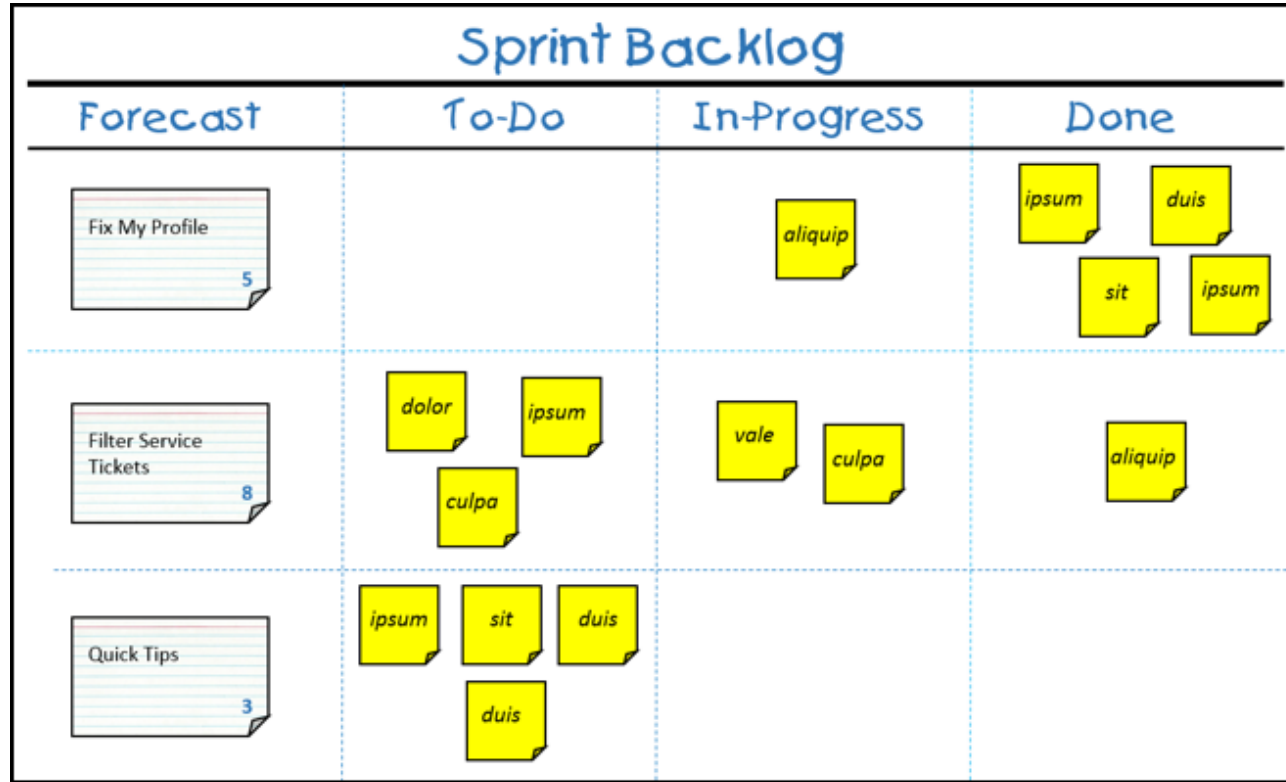 Sprint Backlog
Forecast
To-Do
In-Progress
Done
Fix My Profile
5
aliquip
ipsum
duis
sit
ipsum
Filter Service
Tickets
8
dolor
ipsum
culpa
vale
culpa
aliquip
Quick Tips
3
ipsum
sit
duis
duis